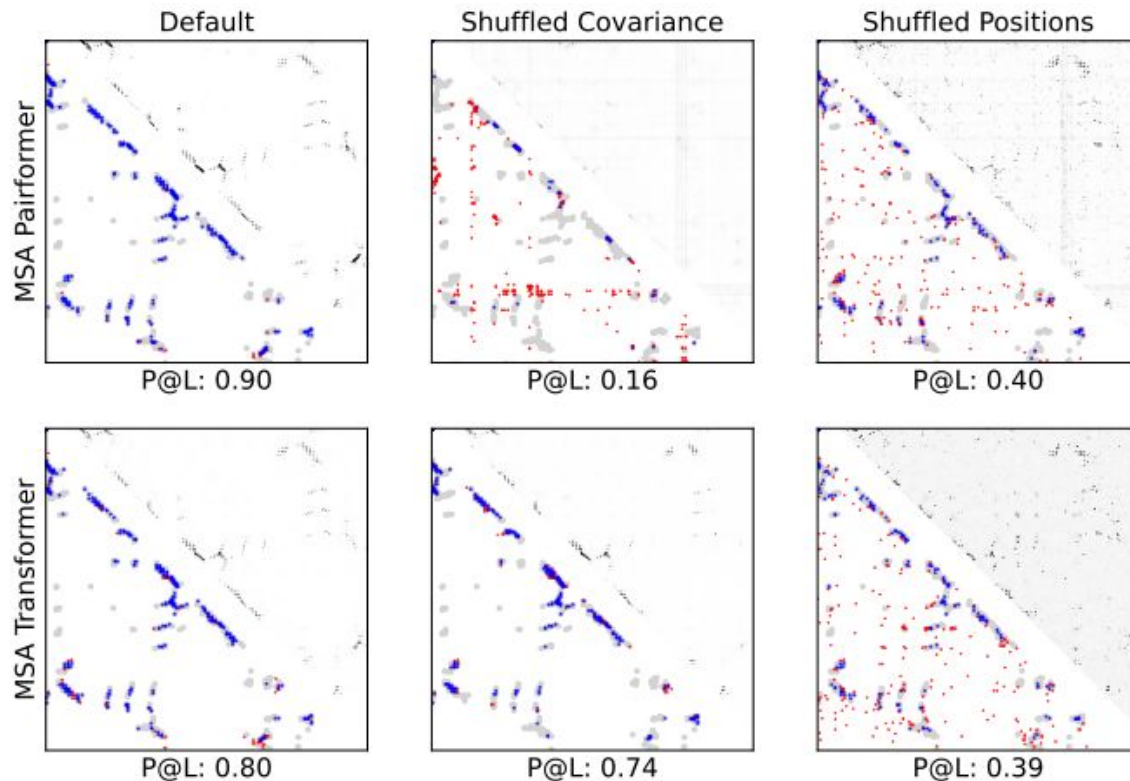 Default Shuffled Covariance Shuffled Positions
MSA Pairformer
P@L: 0.90 P@L: 0.16 P@L: 0.40
MSA Transformer
P@L: 0.80 P@L: 0.74 P@L: 0.39